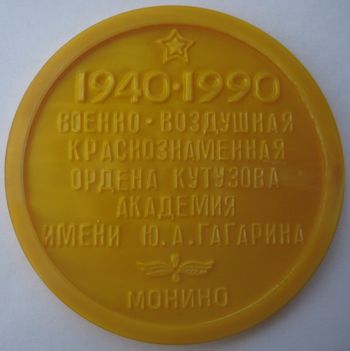 1940·1990
ВОЕННО·ВОЗДУШНАЯ
КРАСНОЗНАМЕННАЯ
ОРДЕНА КУТУЗОВА
АКАДЕМИЯ
ИМЕНИ Ю.А.ГАГАРИНА
МОНИНО